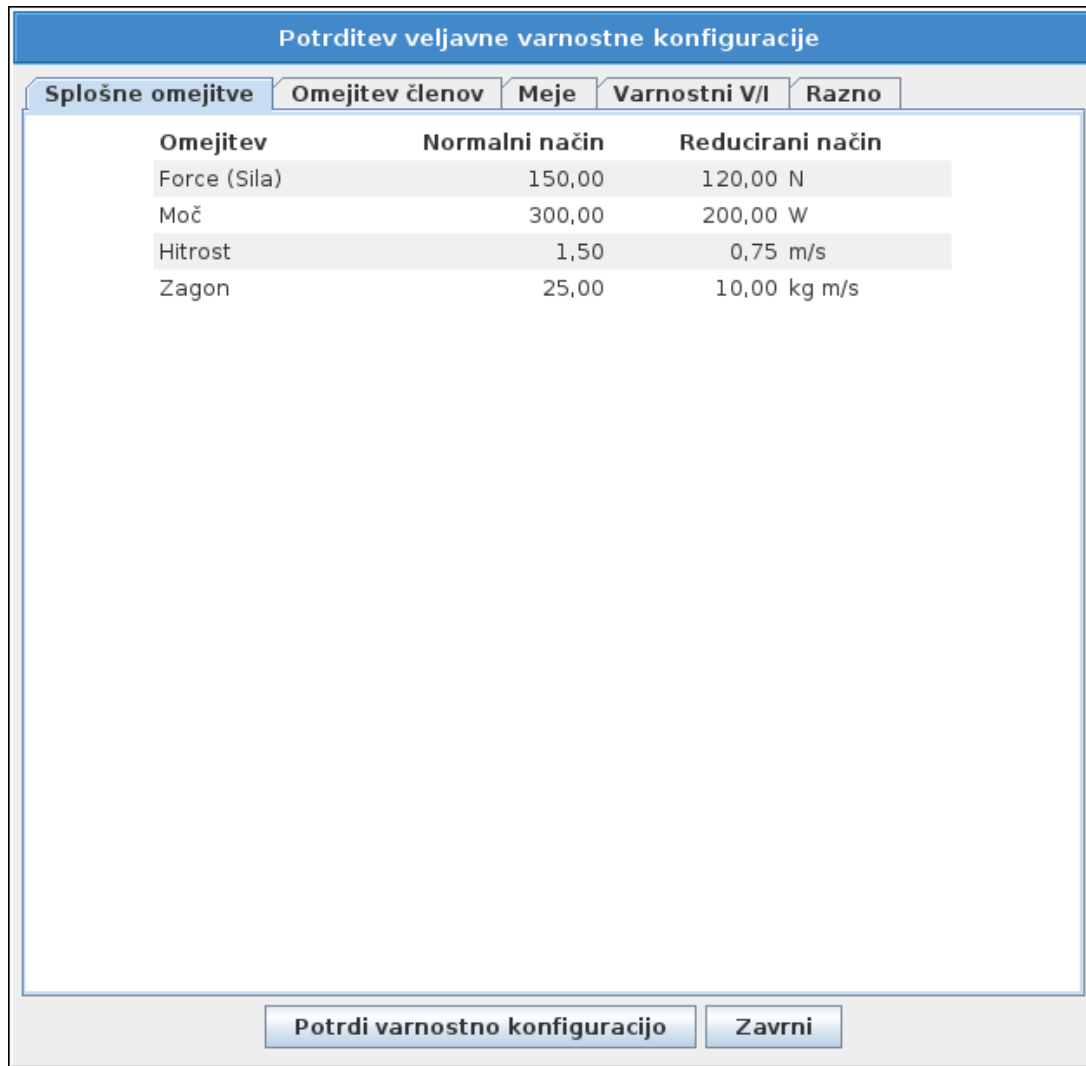 Potrditev veljavne varnostne konfiguracije
Splošne omejitve Omejitev členov Meje Varnostni V/I Razno
Omejitev Normalni način Reducirani način
Force (Sila) 150,00 120,00 N
Moč 300,00 200,00 W
Hitrost 1,50 0,75 m/s
Zagon 25,00 10,00 kg m/s
Potrdi varnostno konfiguracijo Zavrni